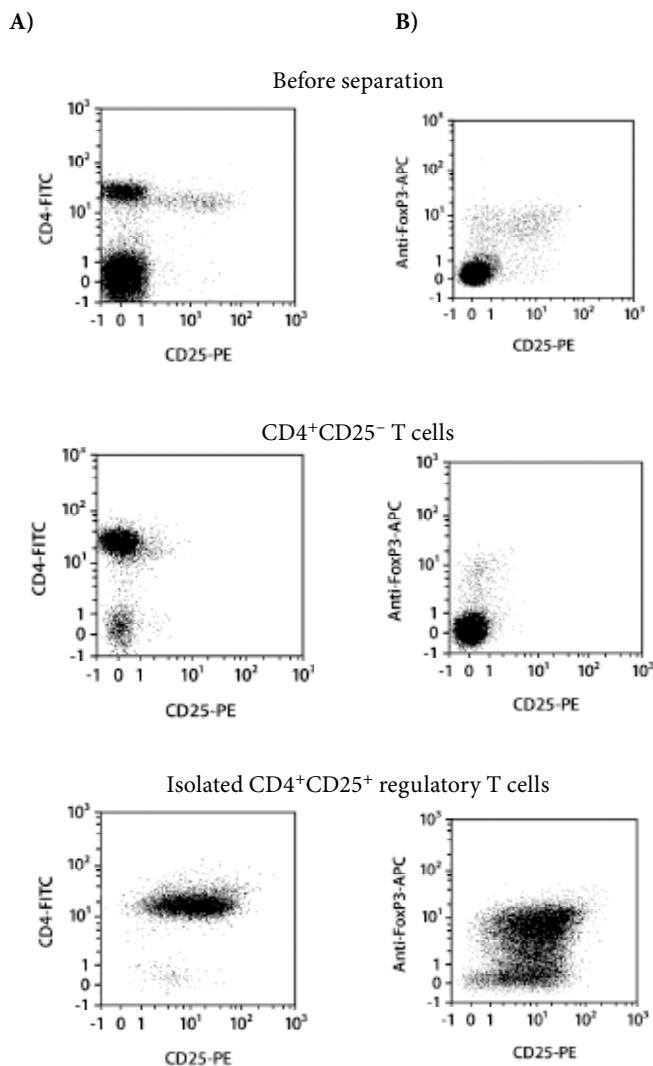 A) B)
Before separation
10³ 10² 10¹ 1 0 -1
CD4-FITC
-1 0 1 10¹ 10² 10³
CD25-PE
10³ 10² 10¹ 1 0 -1
Anti-FoxP3-APC
-1 0 1 10¹ 10² 10³
CD25-PE
CD4⁺CD25⁻ T cells
10³ 10² 10¹ 1 0 -1
CD4-FITC
-1 0 1 10¹ 10² 10³
CD25-PE
10³ 10² 10¹ 1 0 -1
Anti-FoxP3-APC
-1 0 1 10¹ 10² 10³
CD25-PE
Isolated CD4⁺CD25⁺ regulatory T cells
10³ 10² 10¹ 1 0 -1
CD4-FITC
-1 0 1 10¹ 10² 10³
CD25-PE
10³ 10² 10¹ 1 0 -1
Anti-FoxP3-APC
-1 0 1 10¹ 10² 10³
CD25-PE